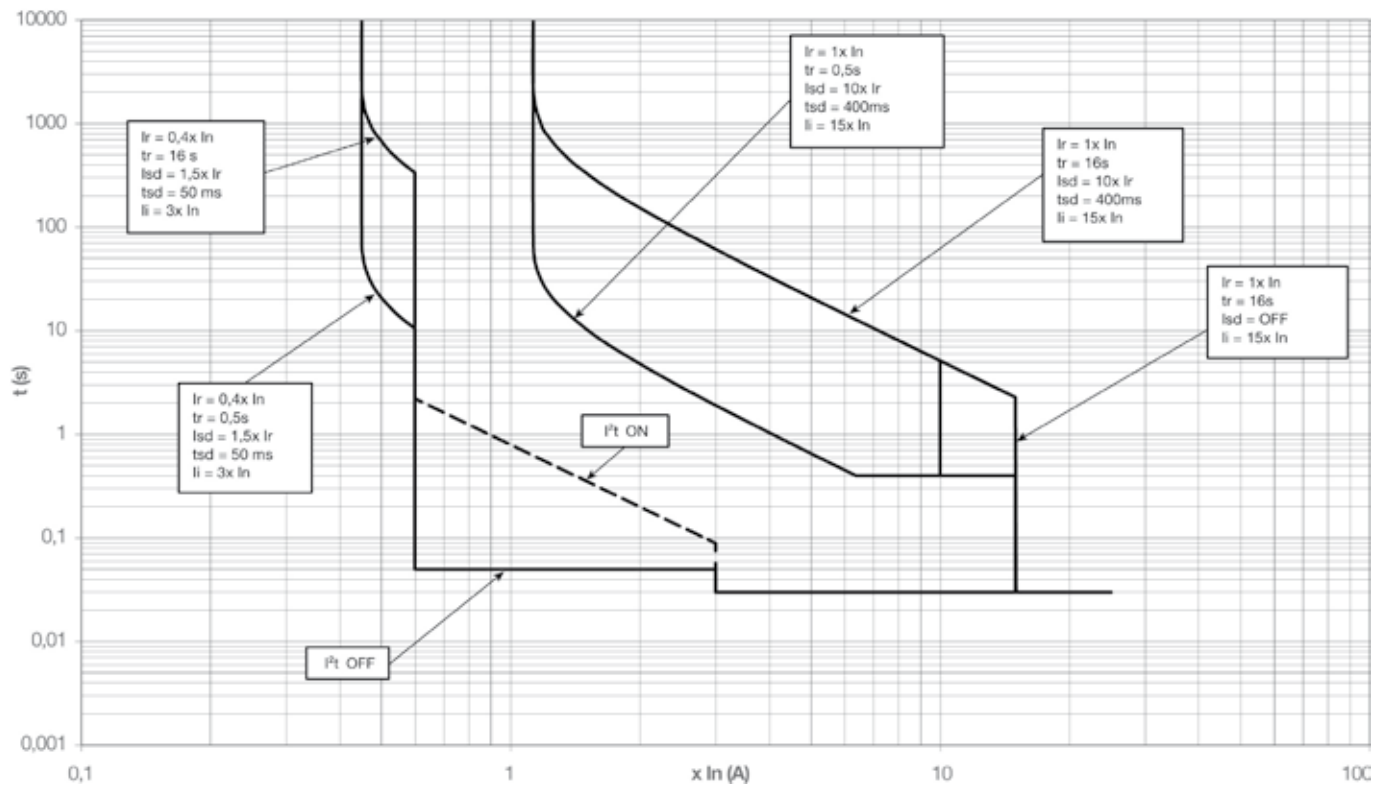 10000
1000
100
10
1
0,1
0,01
0,001
t (s)
Ir = 0,4x In
tr = 16 s
Isd = 1,5x Ir
tsd = 50 ms
Ii = 3x In
Ir = 1x In
tr = 0,5s
Isd = 10x Ir
tsd = 400ms
Ii = 15x In
Ir = 1x In
tr = 16s
Isd = 10x Ir
tsd = 400ms
Ii = 15x In
Ir = 1x In
tr = 16s
Isd = OFF
Ii = 15x In
Ir = 0,4x In
tr = 0,5s
Isd = 1,5x Ir
tsd = 50 ms
Ii = 3x In
I²t ON
I²t OFF
0,1
1
x In (A)
10
100